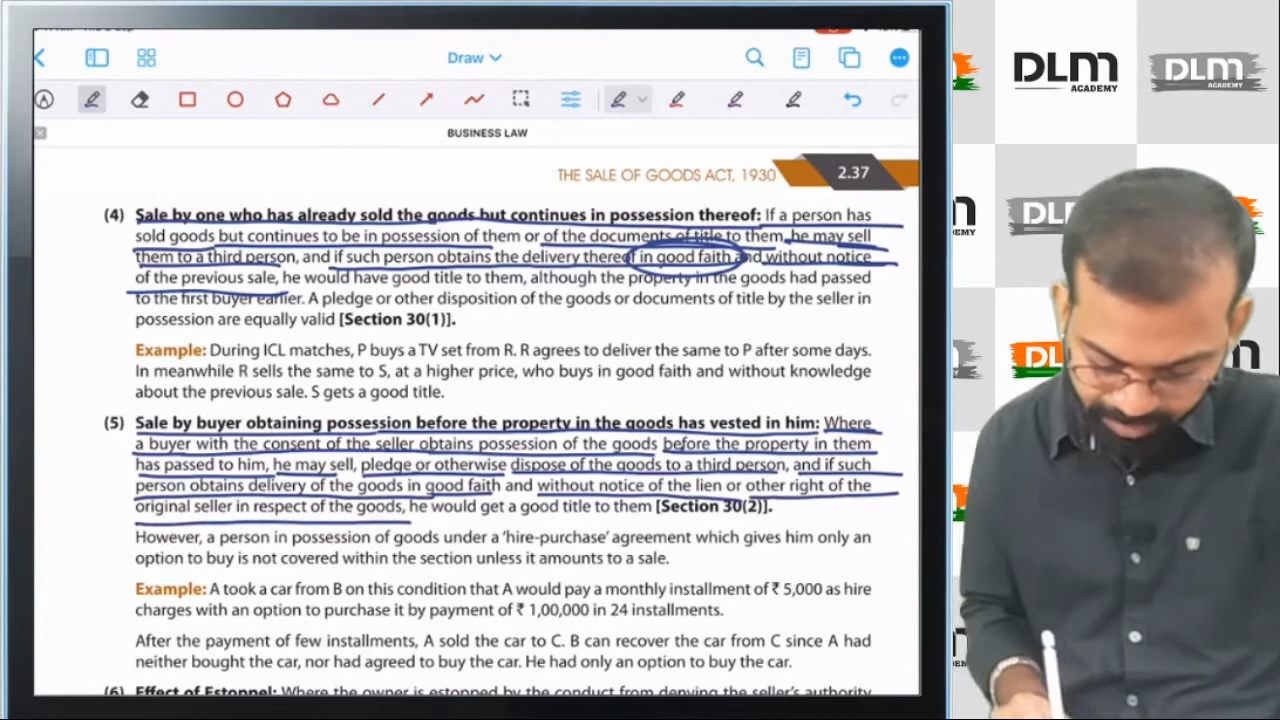 Draw
BUSINESS LAW
THE SALE OF GOODS ACT, 1930 2.37
(4) Sale by one who has already sold the goods but continues in possession thereof: If a person has
sold goods but continues to be in possession of them or of the documents of title to them, he may sell
them to a third person, and if such person obtains the delivery thereof in good faith and without notice
of the previous sale, he would have good title to them, although the property in the goods had passed
to the first buyer earlier. A pledge or other disposition of the goods or documents of title by the seller in
possession are equally valid [Section 30(1)].
Example: During ICL matches, P buys a TV set from R. R agrees to deliver the same to P after some days.
In meanwhile R sells the same to S, at a higher price, who buys in good faith and without knowledge
about the previous sale. S gets a good title.
(5) Sale by buyer obtaining possession before the property in the goods has vested in him: Where
a buyer with the consent of the seller obtains possession of the goods before the property in them
has passed to him, he may sell, pledge or otherwise dispose of the goods to a third person, and if such
person obtains delivery of the goods in good faith and without notice of the lien or other right of the
original seller in respect of the goods, he would get a good title to them [Section 30(2)].
However, a person in possession of goods under a 'hire-purchase' agreement which gives him only an
option to buy is not covered within the section unless it amounts to a sale.
Example: A took a car from B on this condition that A would pay a monthly installment of ₹ 5,000 as hire
charges with an option to purchase it by payment of ₹ 1,00,000 in 24 installments.
After the payment of few installments, A sold the car to C. B can recover the car from C since A had
neither bought the car, nor had agreed to buy the car. He had only an option to buy the car.
(6) Effect of Estoppel: Where the owner is estopped by the conduct from denying the seller's authority
DLM
ACADEMY
DLM
ACADEMY